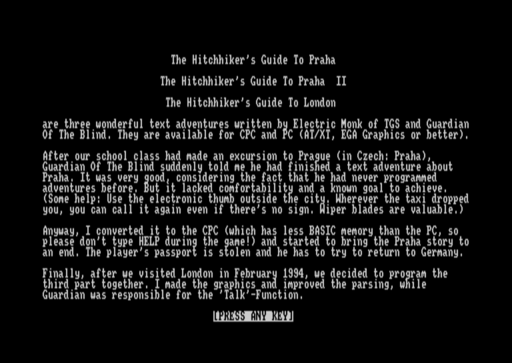 The Hitchhiker's Guide To Praha
The Hitchhiker's Guide To Praha  II
The Hitchhiker's Guide To London
are three wonderful text adventures written by Electric Monk of TGS and Guardian
Of The Blind. They are available for CPC and PC (AT/XT, EGA Graphics or better).
After our school class had made an excursion to Prague (in Czech: Praha),
Guardian Of The Blind suddenly told me he had finished a text adventure about
Praha. It was very good, considering the fact that he had never programmed
adventures before. But it lacked comfortability and a known goal to achieve.
(Some help: Use the electronic thumb outside the city. Wherever the taxi dropped
you, you can call it again even if there's no sign. Wiper blades are valuable.)
Anyway, I converted it to the CPC (which has less BASIC memory than the PC, so
please don't type HELP during the game!) and started to bring the Praha story to
an end. The player's passport is stolen and he has to try to return to Germany.
Finally, after we visited London in February 1994, we decided to program the
third part together. I made the graphics and improved the parsing, while
Guardian was responsible for the 'Talk'-Function.
[PRESS ANY KEY]